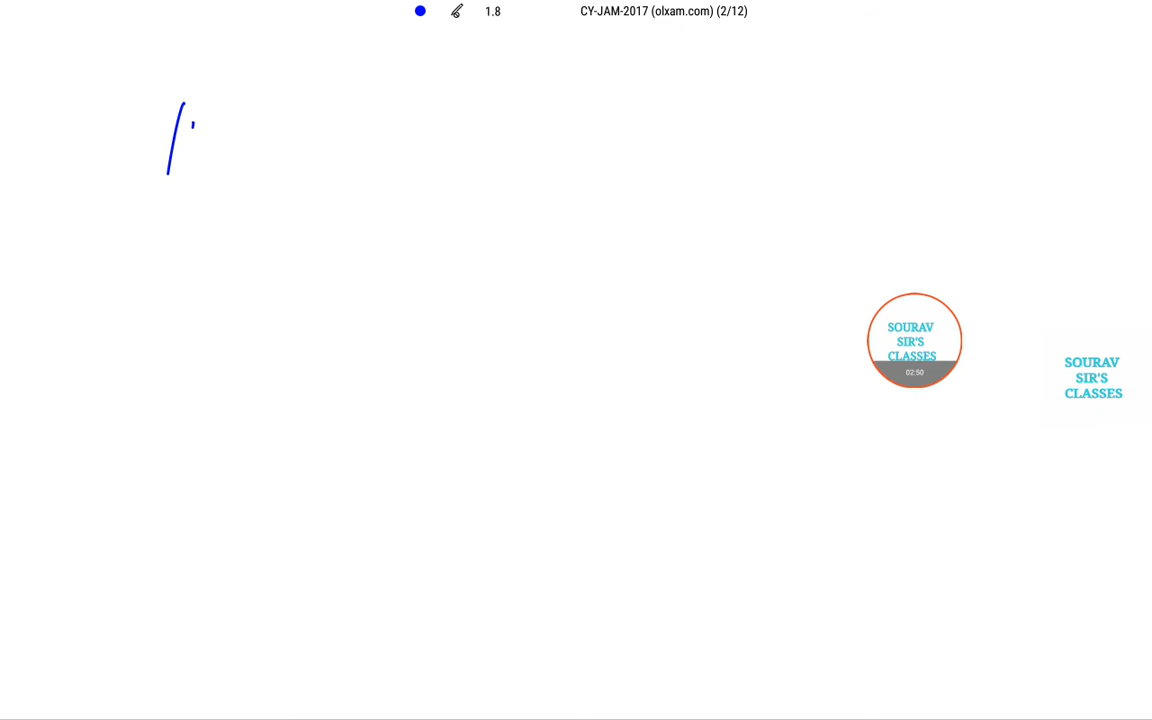 1.8 CY-JAM-2017 (olxam.com) (2/12)
SOURAV
SIR'S
CLASSES
02:50
SOURAV
SIR'S
CLASSES